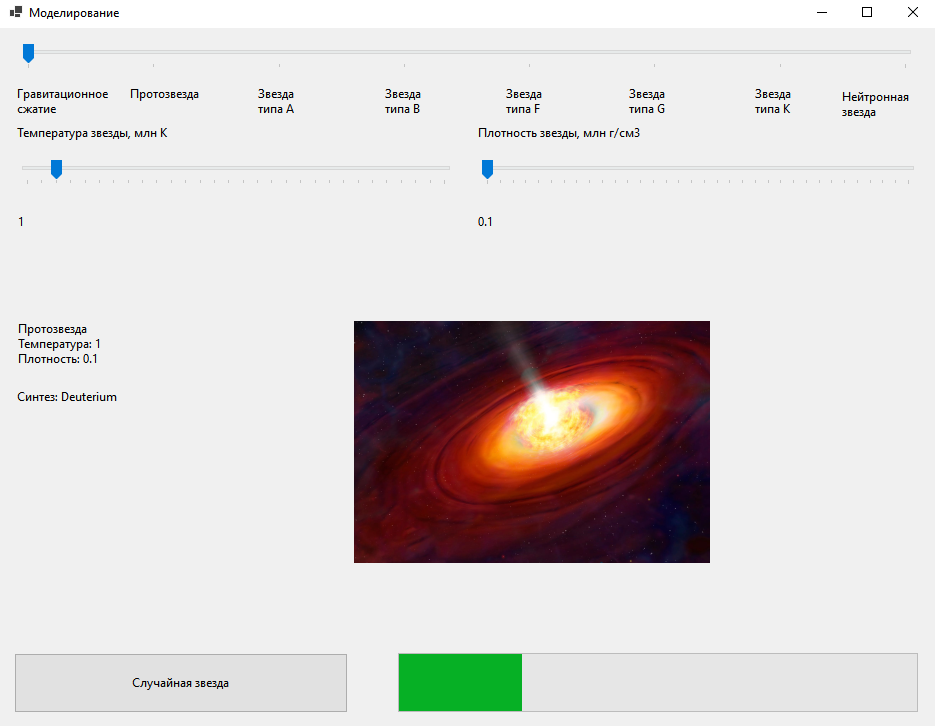 Моделирование
Гравитационное
сжатие
Протозвезда
Звезда
типа A
Звезда
типа B
Звезда
типа F
Звезда
типа G
Звезда
типа K
Нейтронная
звезда
Температура звезды, млн К
Плотность звезды, млн г/см3
1
0.1
Протозвезда
Температура: 1
Плотность: 0.1
Синтез: Deuterium
Случайная звезда